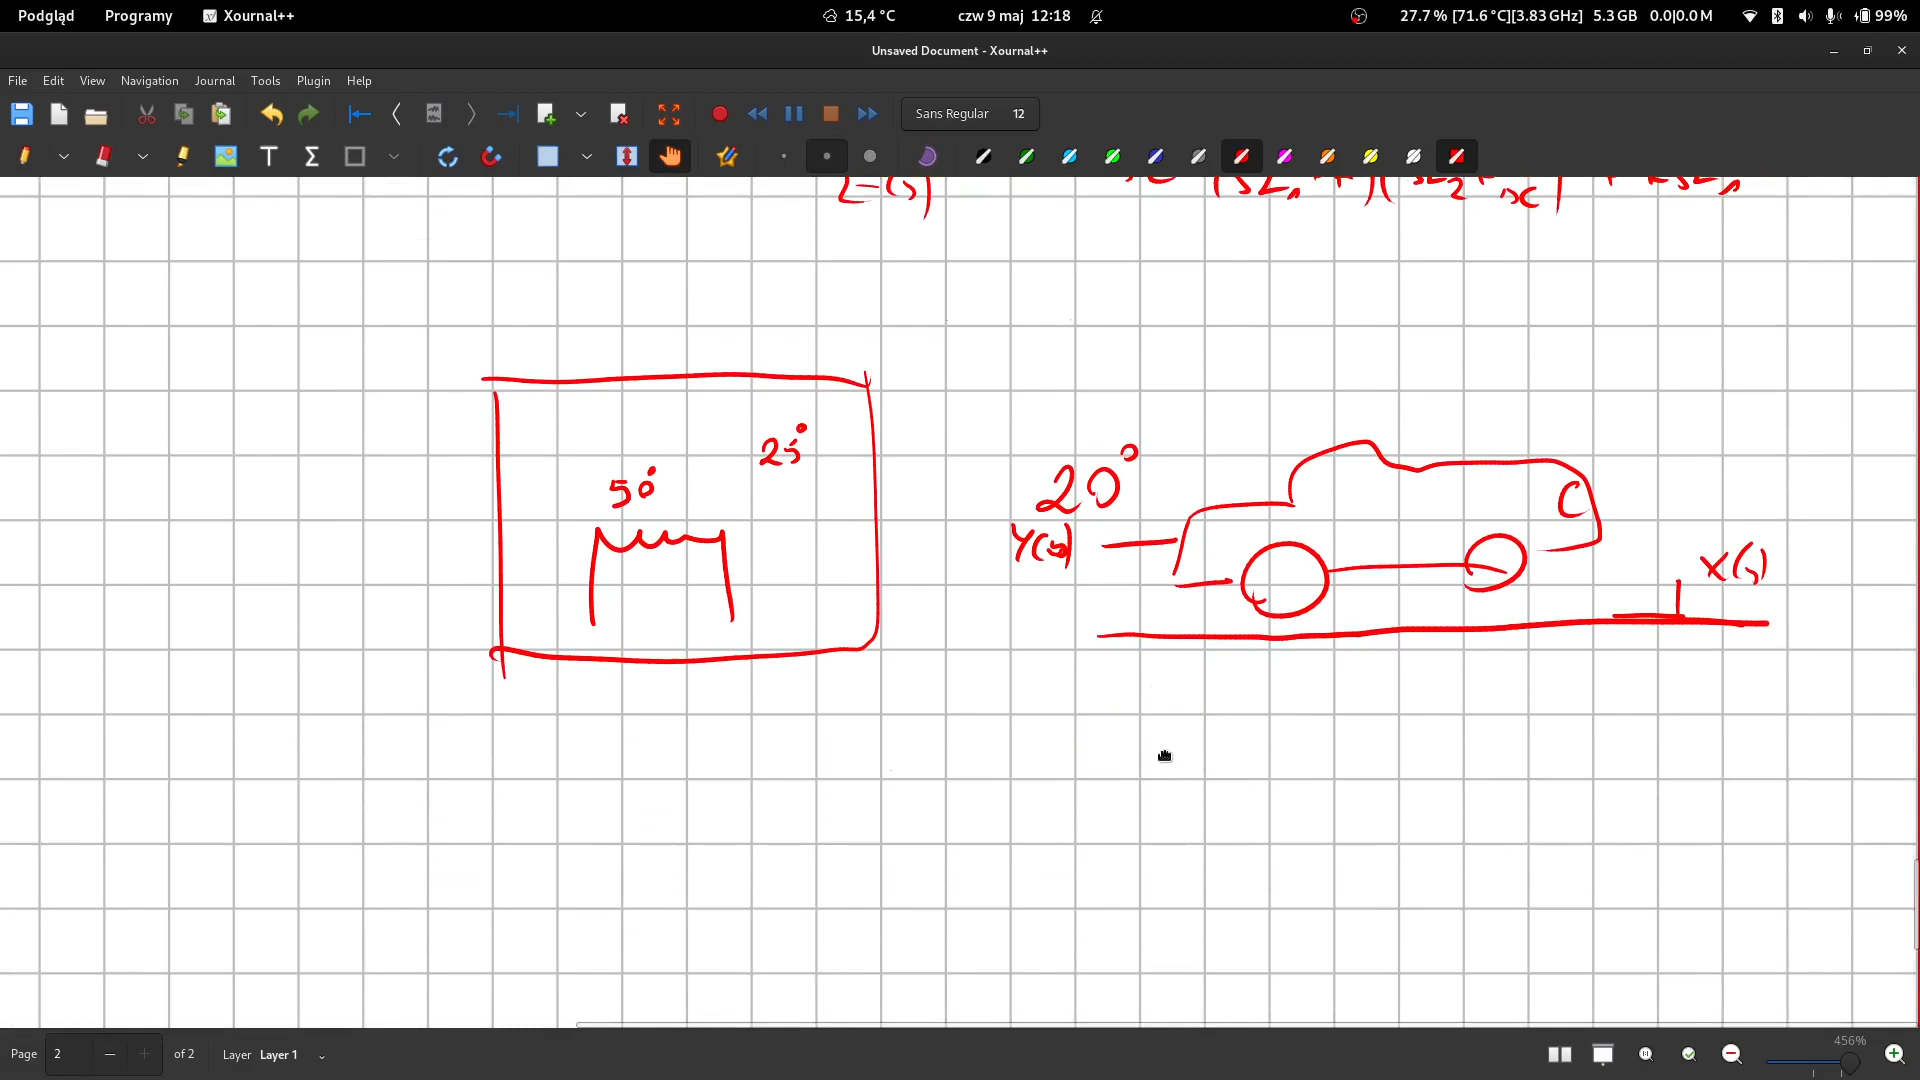 Podgląd Programy Xournal++ 15,4 °C czw 9 maj 12:18 27.7 % [71.6 °C][3.83 GHz] 5.3 GB 0.0|0.0 M 99%
Unsaved Document - Xournal++
File Edit View Navigation Journal Tools Plugin Help
Sans Regular 12
25°
50°
20°
Y(s)
X(s)
Page 2 of 2 Layer Layer 1 456%